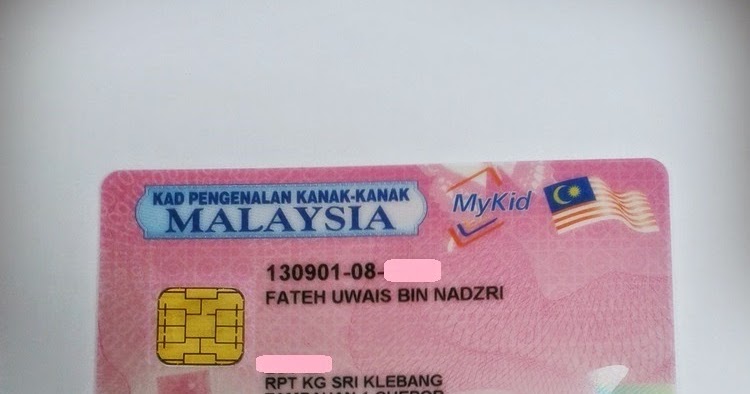 KAD PENGENALAN KANAK-KANAK
MALAYSIA
MyKid
130901-08-
FATEH UWAIS BIN NADZRI
RPT KG SRI KLEBANG